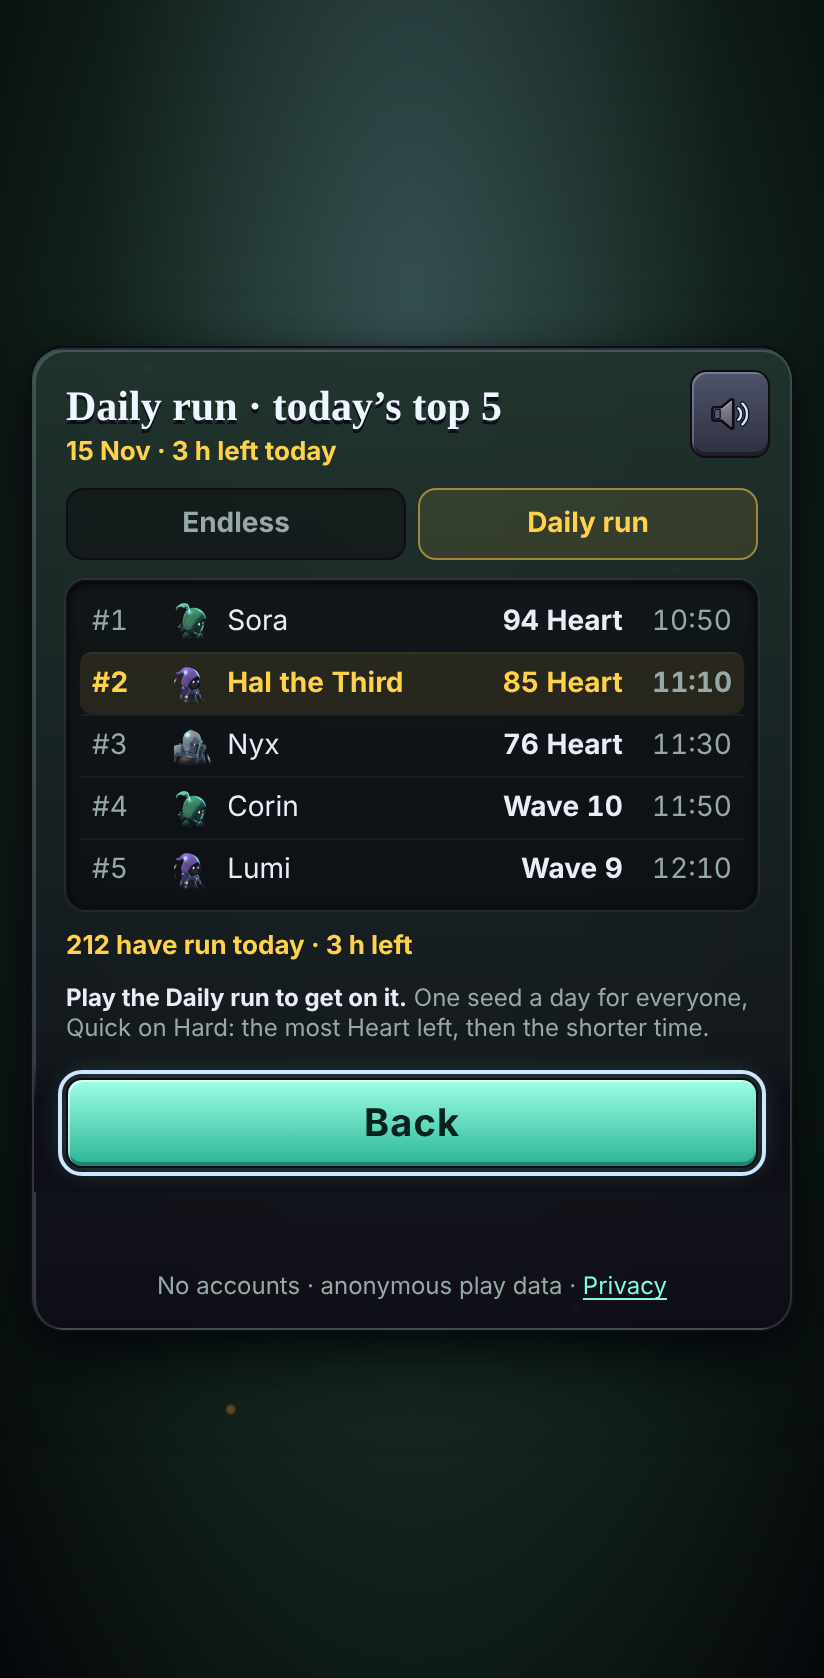 Daily run · today’s top 5
15 Nov · 3 h left today
Endless Daily run
#1 Sora 94 Heart 10:50
#2 Hal the Third 85 Heart 11:10
#3 Nyx 76 Heart 11:30
#4 Corin Wave 10 11:50
#5 Lumi Wave 9 12:10
212 have run today · 3 h left
Play the Daily run to get on it. One seed a day for everyone,
Quick on Hard: the most Heart left, then the shorter time.
Back
No accounts · anonymous play data · Privacy